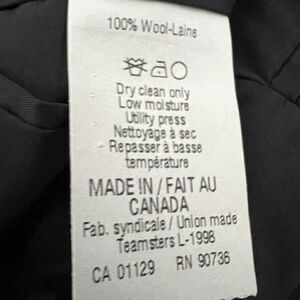 100% Wool-Laine
Dry clean only
Low moisture
Utility press
Nettoyage à sec
Repasser à basse
température
MADE IN / FAIT AU
CANADA
Fab. syndicale / Union made
Teamsters L-1998
CA 01129 RN 90736